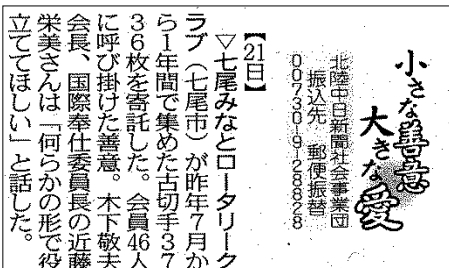 小さな善意
大きな愛
北陸中日新聞社会事業団
振込先 郵便振替
00730-9-28828
【21日】
▽七尾みなとロータリーク
ラブ(七尾市)が昨年7月か
ら1年間で集めた古切手37
36枚を寄託した。会員46人
に呼び掛けた善意。木下敬夫
会長、国際奉仕委員長の近藤
栄美さんは「何らかの形で役
立ててほしい」と話した。